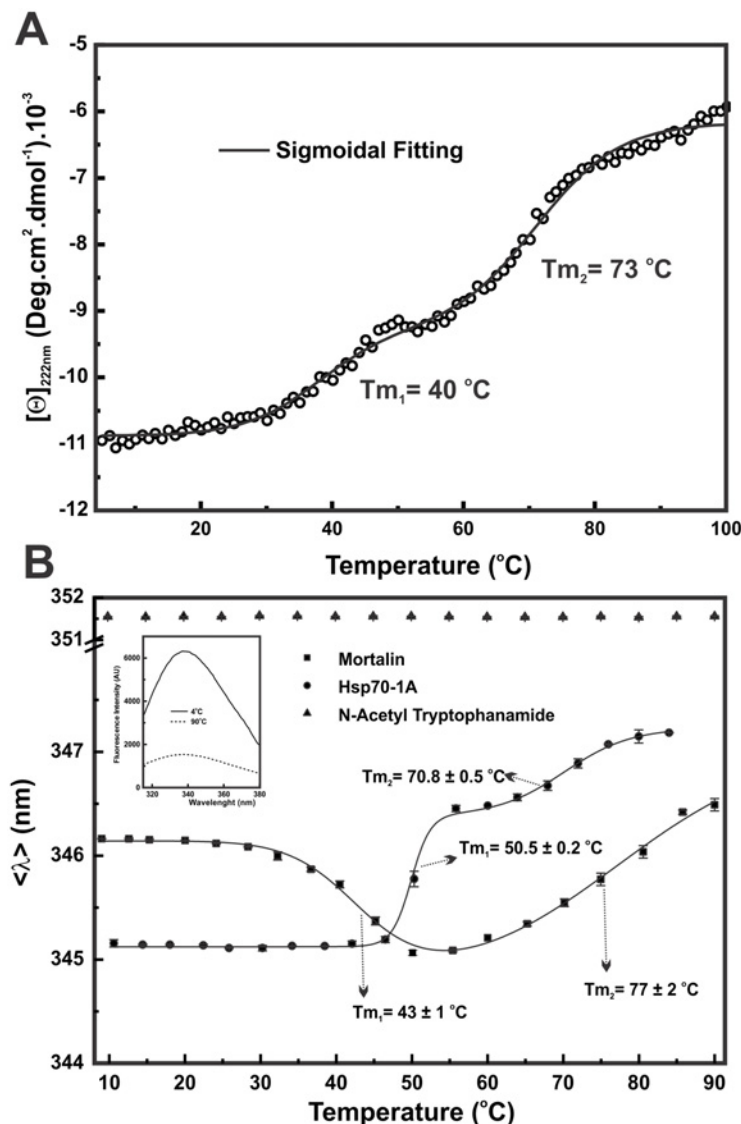 A
-5
-6
-7
-8
-9
-10
-11
-12
[Θ]222nm (Deg.cm2.dmol-1).10-3
Sigmoidal Fitting
Tm2= 73 °C
Tm1= 40 °C
20 40 60 80 100
Temperature (°C)
B
352
351
347
346
345
344
<λ> (nm)
6000
4000
2000
0
Fluorescence Intensity (AU)
4°C
90°C
320 340 360 380
Wavelenght (nm)
Mortalin
Hsp70-1A
N-Acetyl Tryptophanamide
Tm2= 70.8 ± 0.5 °C
Tm1= 50.5 ± 0.2 °C
Tm1= 43 ± 1 °C
Tm2= 77 ± 2 °C
10 20 30 40 50 60 70 80 90
Temperature (°C)